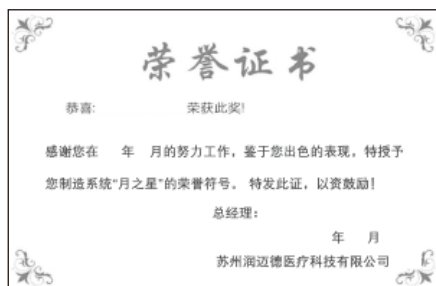 荣誉证书
恭喜: 荣获此奖!
感谢您在 年 月的努力工作，鉴于您出色的表现，特授予
您制造系统“月之星”的荣誉符号。 特发此证，以资鼓励！
总经理：
年 月
苏州润迈德医疗科技有限公司